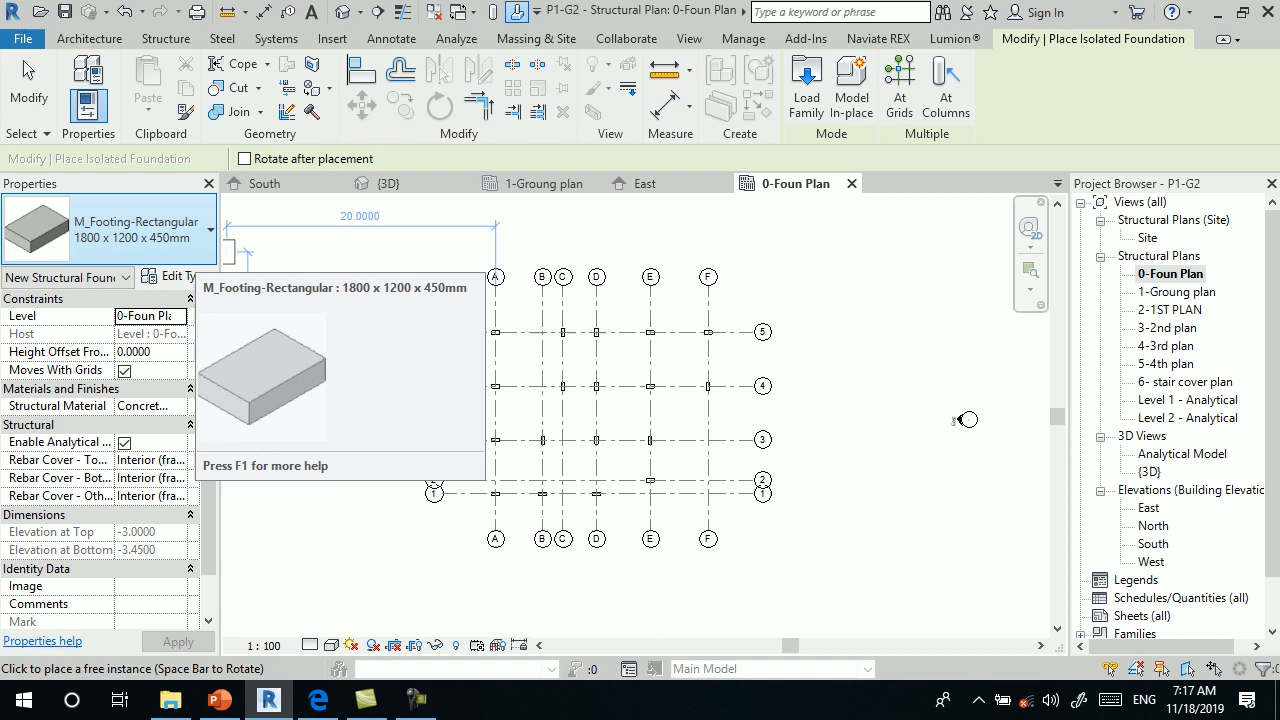 P1-G2 - Structural Plan: 0-Foun Plan
Type a keyword or phrase
Sign In
File Architecture Structure Steel Systems Insert Annotate Analyze Massing & Site Collaborate View Manage Add-Ins Naviate REX Lumion® Modify | Place Isolated Foundation
Modify
Paste
Cope
Cut
Join
Load Family
Model In-place
At Grids
At Columns
Select Properties Clipboard Geometry Modify View Measure Create Mode Multiple
Modify | Place Isolated Foundation
Rotate after placement
Properties
South
{3D}
1-Groung plan
East
0-Foun Plan
Project Browser - P1-G2
M_Footing-Rectangular
1800 x 1200 x 450mm
New Structural Foun
Edit Ty
Constraints
Level 0-Foun Pla
Host Level : 0-Fo...
Height Offset Fro... 0.0000
Moves With Grids
Materials and Finishes
Structural Material Concret...
Structural
Enable Analytical
Rebar Cover - To... Interior (fra...
Rebar Cover - Bot... Interior (fra...
Rebar Cover - Oth... Interior (fra...
Dimensions
Elevation at Top -3.0000
Elevation at Bottom -3.4500
Identity Data
Image
Comments
Mark
Properties help
Apply
M_Footing-Rectangular : 1800 x 1200 x 450mm
Press F1 for more help
20.0000
A B C D E F
5
4
3
2
1 1
A B C D E F
2D
Views (all)
Structural Plans (Site)
Site
Structural Plans
0-Foun Plan
1-Groung plan
2-1ST PLAN
3-2nd plan
4-3rd plan
5-4th plan
6- stair cover plan
Level 1 - Analytical
Level 2 - Analytical
3D Views
Analytical Model
{3D}
Elevations (Building Elevatio
East
North
South
West
Legends
Schedules/Quantities (all)
Sheets (all)
Families
1 : 100
Click to place a free instance (Space Bar to Rotate)
:0
Main Model
:0
ENG
7:17 AM
11/18/2019